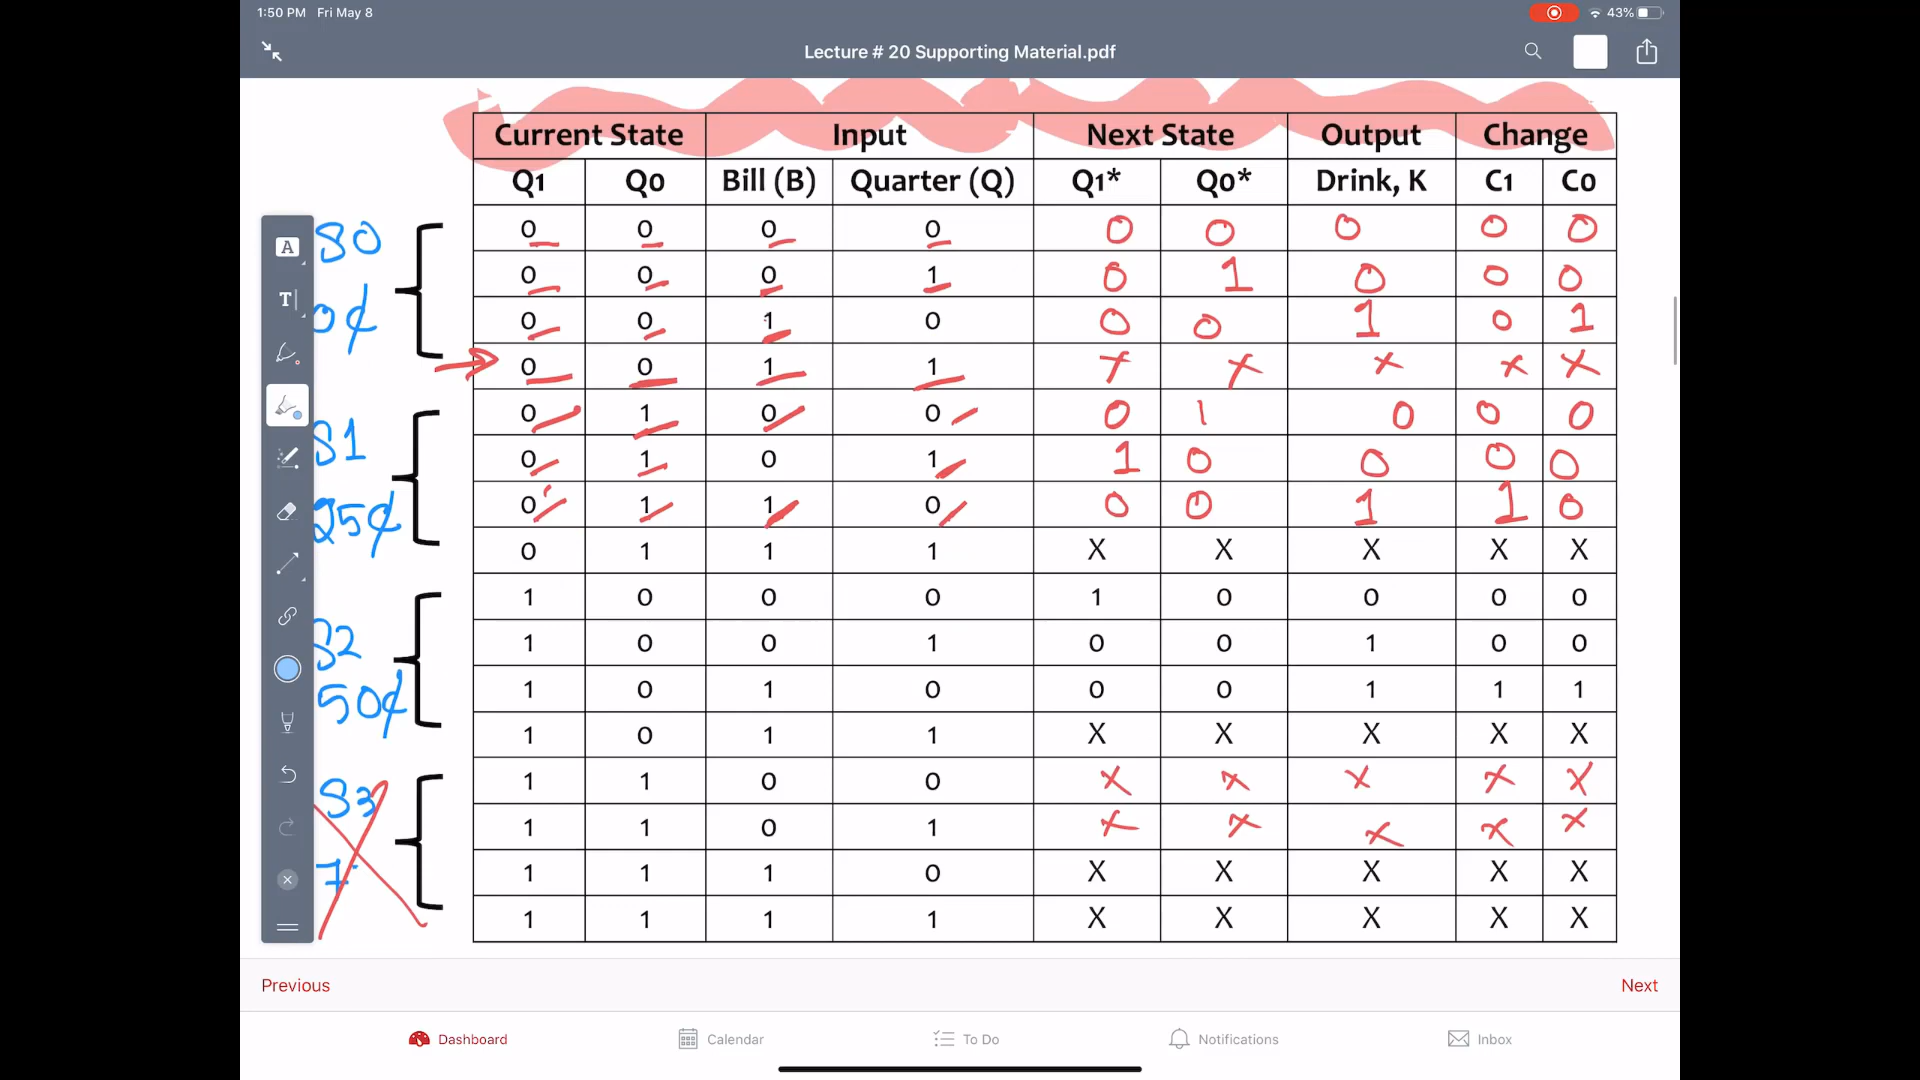 1:50 PM Fri May 8 43%
Lecture # 20 Supporting Material.pdf
Current State Input Next State Output Change
Q1 Q0 Bill (B) Quarter (Q) Q1* Q0* Drink, K C1 C0
S0 0 0 0 0 0 0 0 0 0
0 0 0 1 0 1 0 0 0
0¢ 0 0 1 0 0 0 1 0 1
0 0 1 1 X X X X X
S1 0 1 0 0 0 1 0 0 0
0 1 0 1 1 0 0 0 0
25¢ 0 1 1 0 0 0 1 1 0
0 1 1 1 X X X X X
1 0 0 0 1 0 0 0 0
S2 1 0 0 1 0 0 1 0 0
50¢ 1 0 1 0 0 0 1 1 1
1 0 1 1 X X X X X
S3 1 1 0 0 X X X X X
1 1 0 1 X X X X X
7 1 1 1 0 X X X X X
1 1 1 1 X X X X X
A
T
Previous Next
Dashboard Calendar To Do Notifications Inbox